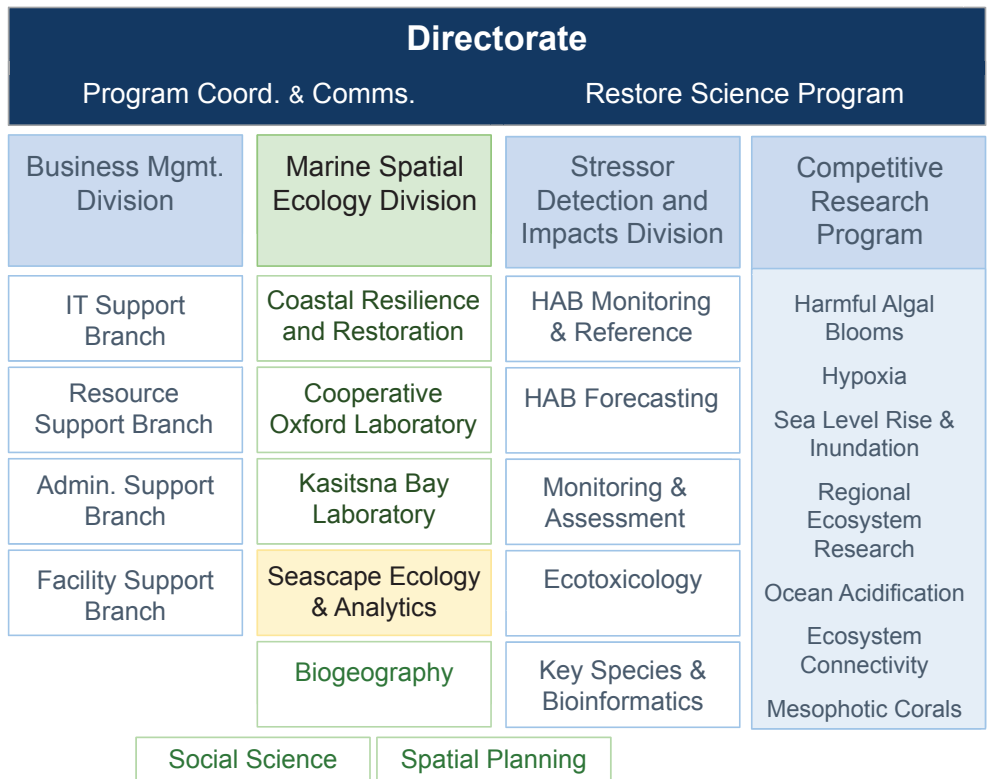 Directorate
Program Coord. & Comms.
Restore Science Program
Business Mgmt.
Division
Marine Spatial
Ecology Division
Stressor
Detection and
Impacts Division
Competitive
Research
Program
IT Support
Branch
Resource
Support Branch
Admin. Support
Branch
Facility Support
Branch
Coastal Resilience
and Restoration
Cooperative
Oxford Laboratory
Kasitsna Bay
Laboratory
Seascape Ecology
& Analytics
Biogeography
Social Science
Spatial Planning
HAB Monitoring
& Reference
HAB Forecasting
Monitoring &
Assessment
Ecotoxicology
Key Species &
Bioinformatics
Harmful Algal
Blooms
Hypoxia
Sea Level Rise &
Inundation
Regional
Ecosystem
Research
Ocean Acidification
Ecosystem
Connectivity
Mesophotic Corals